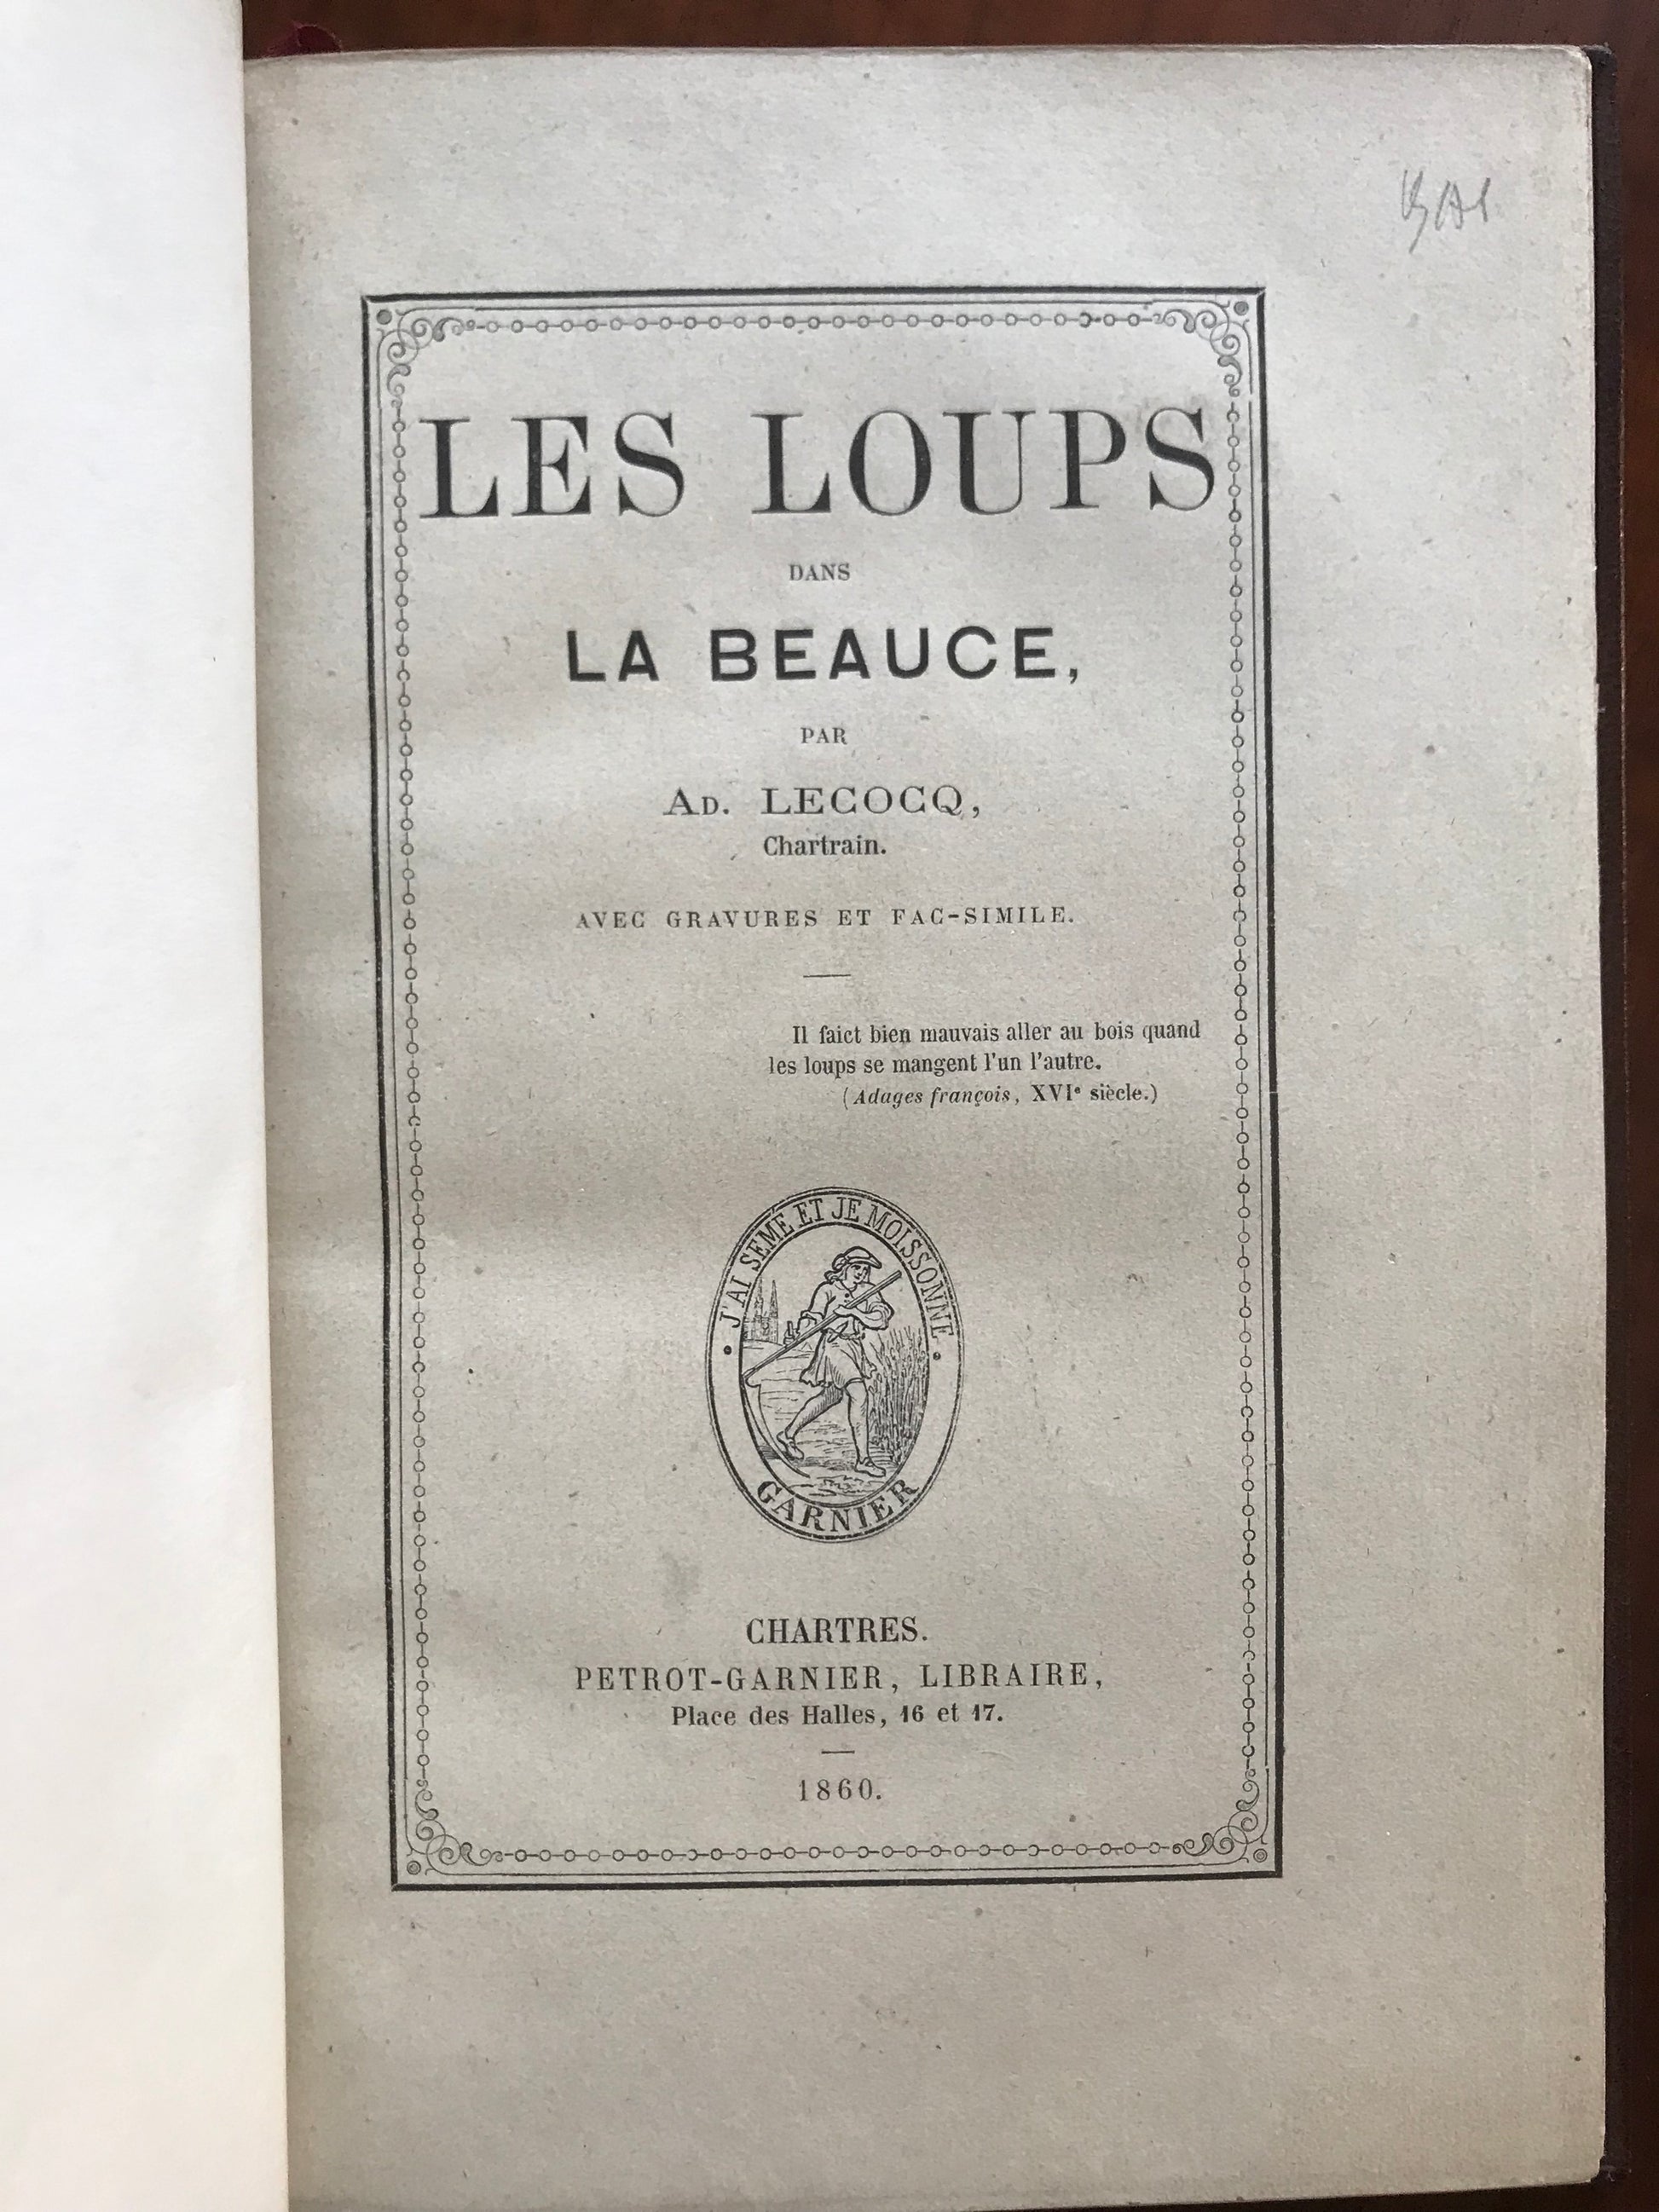 LES LOUPS
DANS
LA BEAUCE,
PAR
AD. LECOCQ,
Chartrain.
AVEC GRAVURES ET FAC-SIMILE.
Il faict bien mauvais aller au bois quand
les loups se mangent l'un l'autre.
(Adages françois, XVIe siècle.)
• J'AI SEMÉ ET JE MOISSONNE •
GARNIER
CHARTRES.
PETROT-GARNIER, LIBRAIRE,
Place des Halles, 16 et 17.
1860.